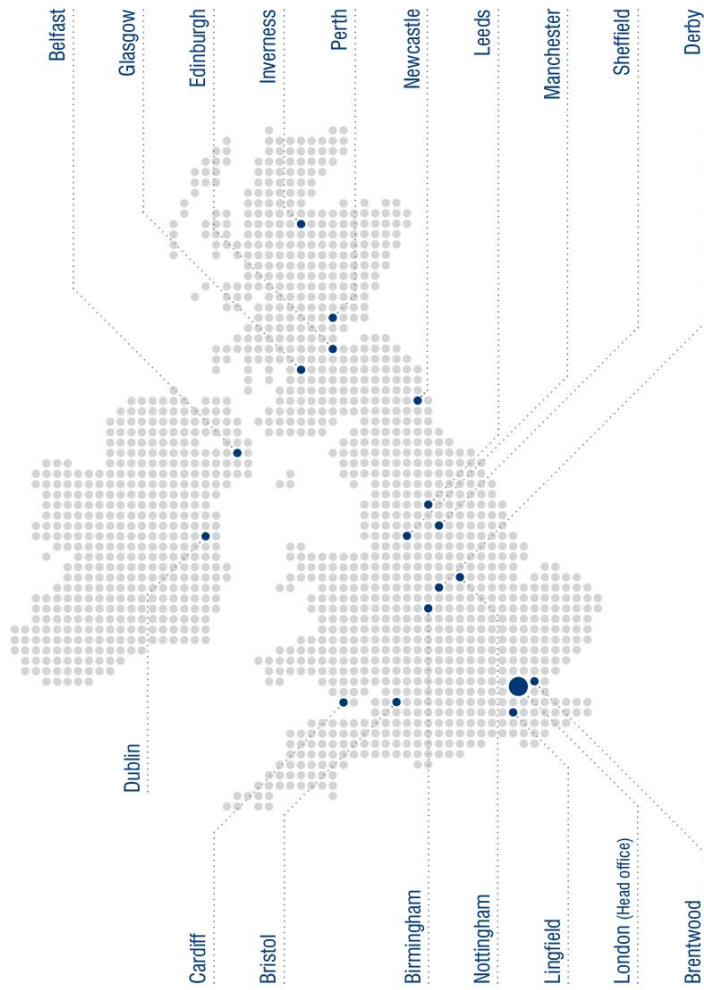 Belfast
Glasgow
Edinburgh
Inverness
Perth
Newcastle
Leeds
Manchester
Sheffield
Derby
Dublin
Cardiff
Bristol
Birmingham
Nottingham
Lingfield
London (Head office)
Brentwood